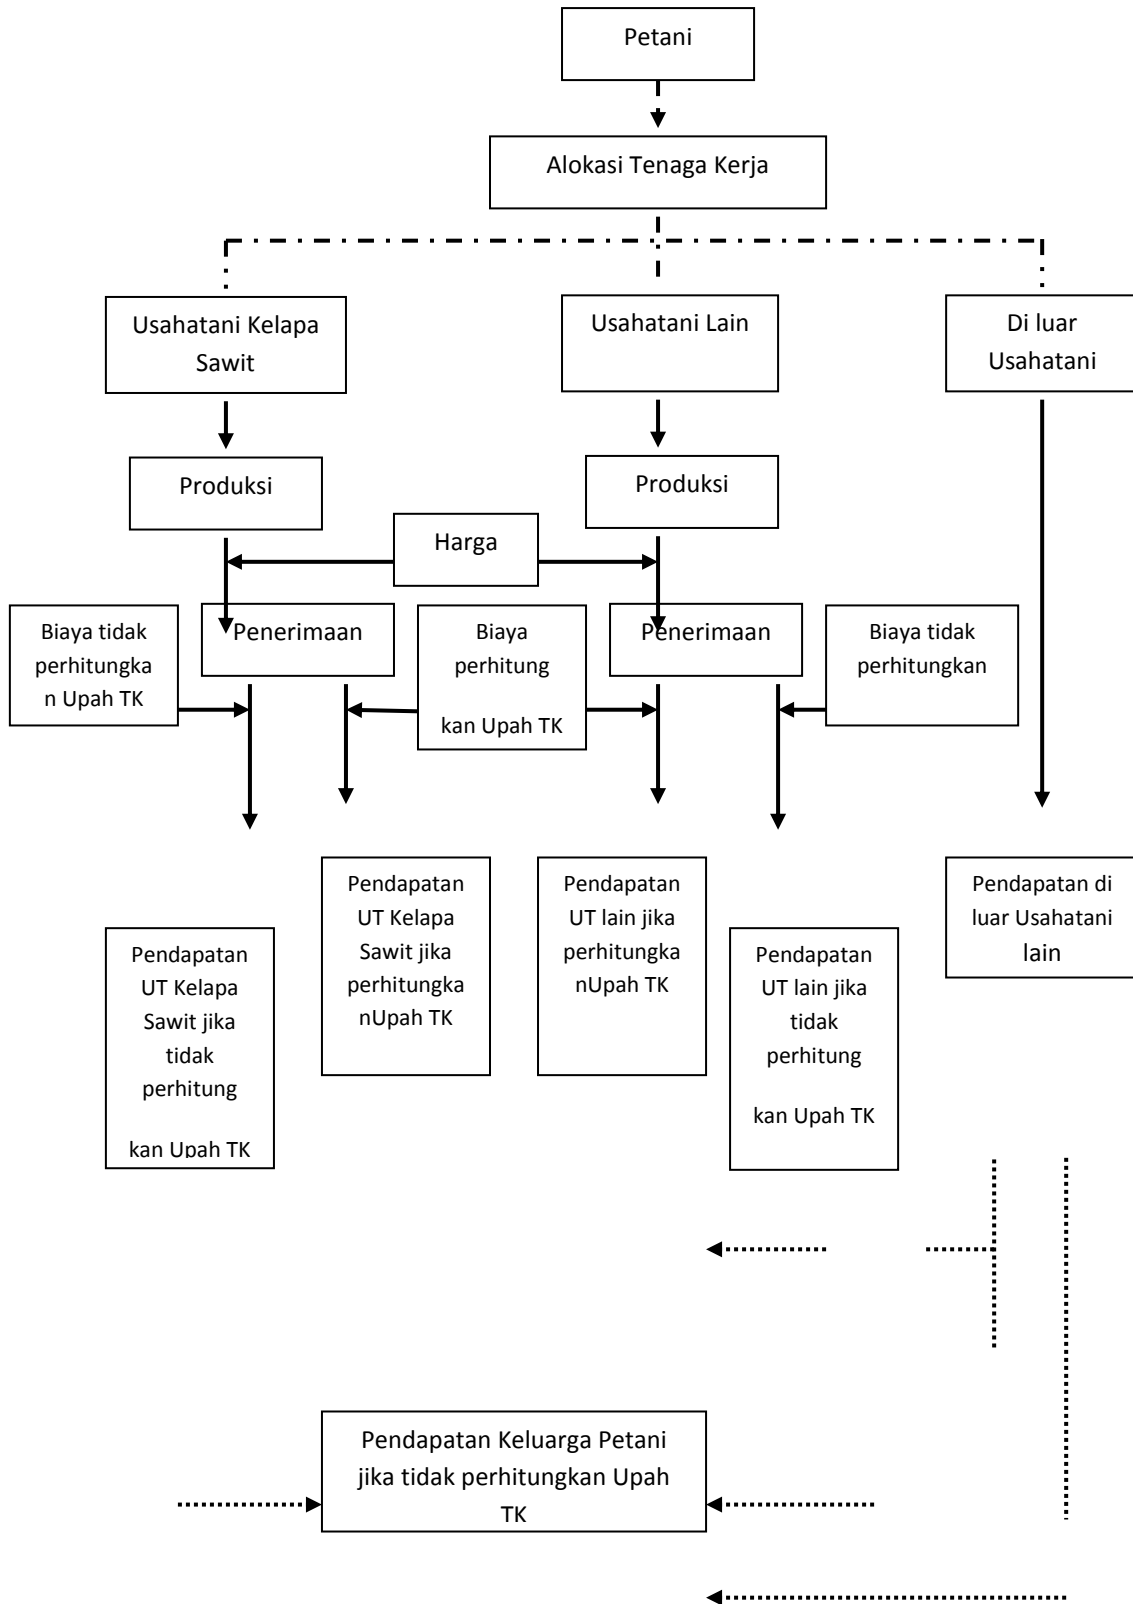 Petani
Alokasi Tenaga Kerja
Usahatani Kelapa
Sawit
Usahatani Lain
Di luar
Usahatani
Produksi
Produksi
Harga
Biaya tidak
perhitungka
n Upah TK
Penerimaan
Biaya
perhitung
kan Upah TK
Penerimaan
Biaya tidak
perhitungkan
Pendapatan
UT Kelapa
Sawit jika
tidak
perhitung
kan Upah TK
Pendapatan
UT Kelapa
Sawit jika
perhitungka
nUpah TK
Pendapatan
UT lain jika
perhitungka
nUpah TK
Pendapatan
UT lain jika
tidak
perhitung
kan Upah TK
Pendapatan di
luar Usahatani
lain
Pendapatan Keluarga Petani
jika tidak perhitungkan Upah
TK